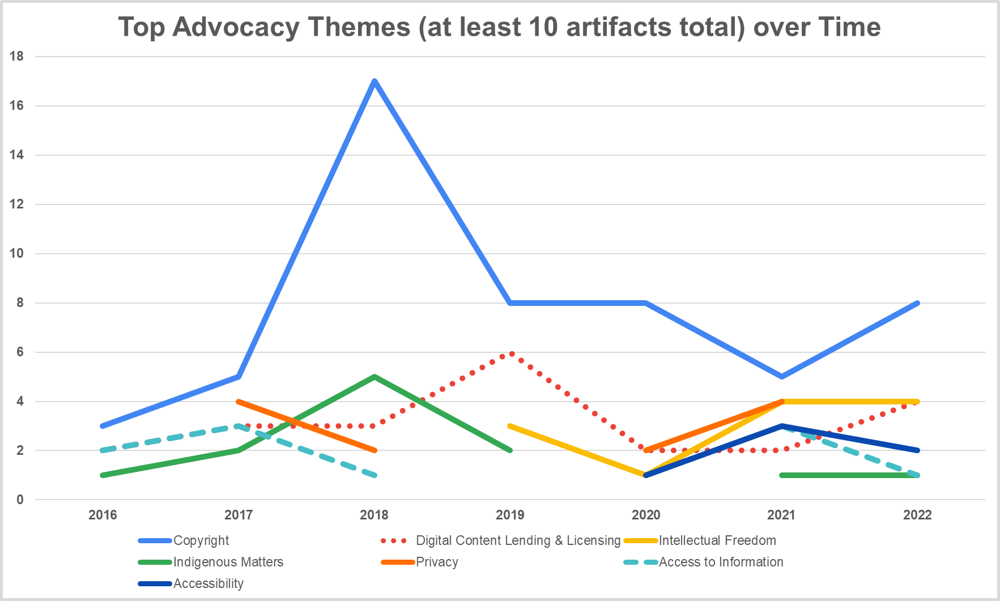 Top Advocacy Themes (at least 10 artifacts total) over Time
18
16
14
12
10
8
6
4
2
0
2016 2017 2018 2019 2020 2021 2022
Copyright Digital Content Lending & Licensing Intellectual Freedom
Indigenous Matters Privacy Access to Information
Accessibility